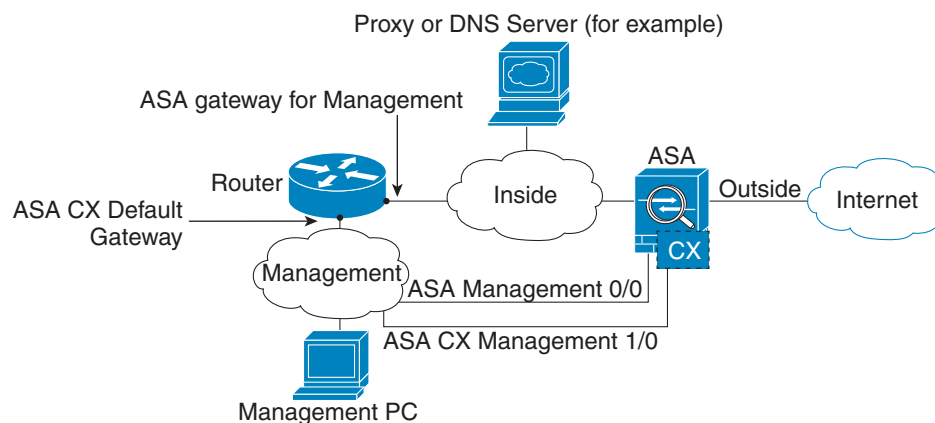 Proxy or DNS Server (for example)
ASA gateway for Management
ASA
Router
Inside
Outside
Internet
ASA CX Default
Gateway
CX
Management
ASA Management 0/0
ASA CX Management 1/0
Management PC